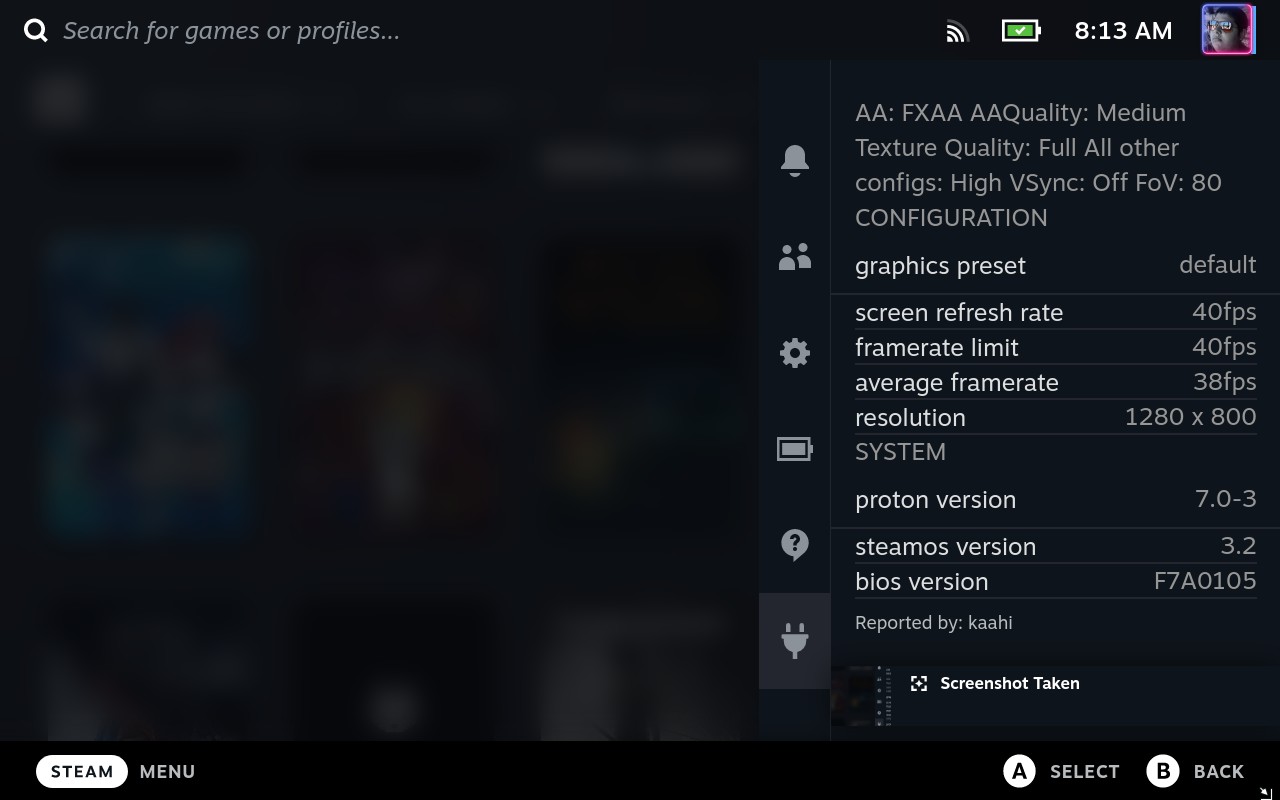 Search for games or profiles...
8:13 AM
AA: FXAA AAQuality: Medium
Texture Quality: Full All other
configs: High VSync: Off FoV: 80
CONFIGURATION
graphics preset default
screen refresh rate 40fps
framerate limit 40fps
average framerate 38fps
resolution 1280 x 800
SYSTEM
proton version 7.0-3
steamos version 3.2
bios version F7A0105
Reported by: kaahi
Screenshot Taken
STEAM MENU
A SELECT B BACK